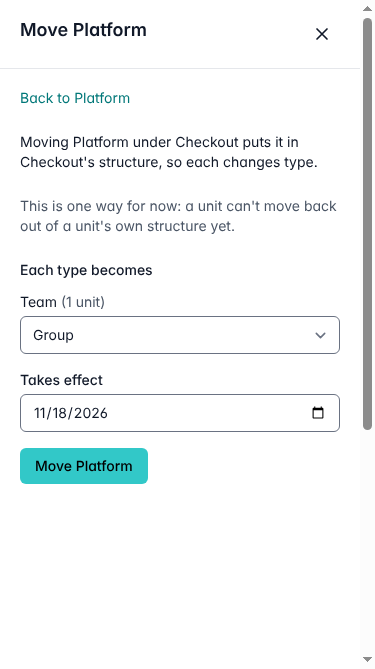 Move Platform
Back to Platform
Moving Platform under Checkout puts it in
Checkout's structure, so each changes type.
This is one way for now: a unit can't move back
out of a unit's own structure yet.
Each type becomes
Team (1 unit)
Group
Takes effect
11/18/2026
Move Platform